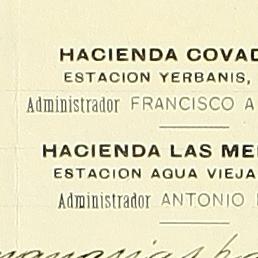 HACIENDA COVAD
ESTACION YERBANIS,
Administrador FRANCISCO A
HACIENDA LAS ME
ESTACION AGUA VIEJA
Administrador ANTONIO